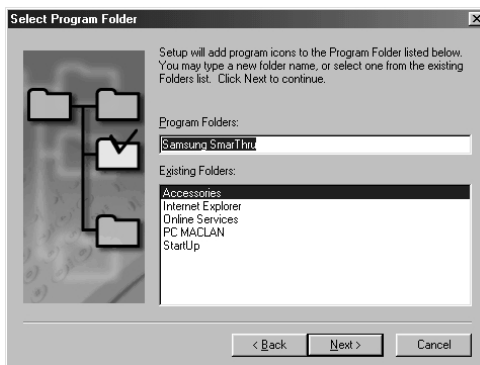 Select Program Folder
Setup will add program icons to the Program Folder listed below.
You may type a new folder name, or select one from the existing
Folders list. Click Next to continue.
Program Folders:
Samsung SmarThru
Existing Folders:
Accessories
Internet Explorer
Online Services
PC MACLAN
StartUp
< Back
Next >
Cancel